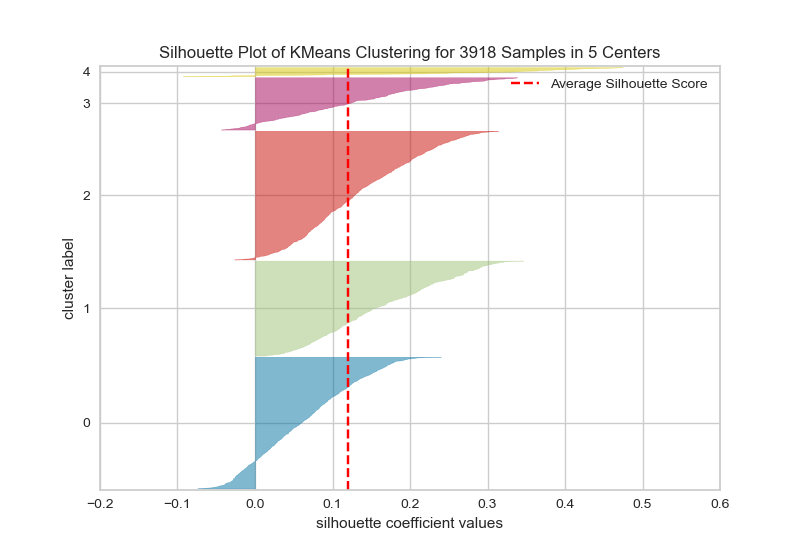 Silhouette Plot of KMeans Clustering for 3918 Samples in 5 Centers
4
3
2
1
0
cluster label
Average Silhouette Score
−0.2 −0.1 0.0 0.1 0.2 0.3 0.4 0.5 0.6
silhouette coefficient values